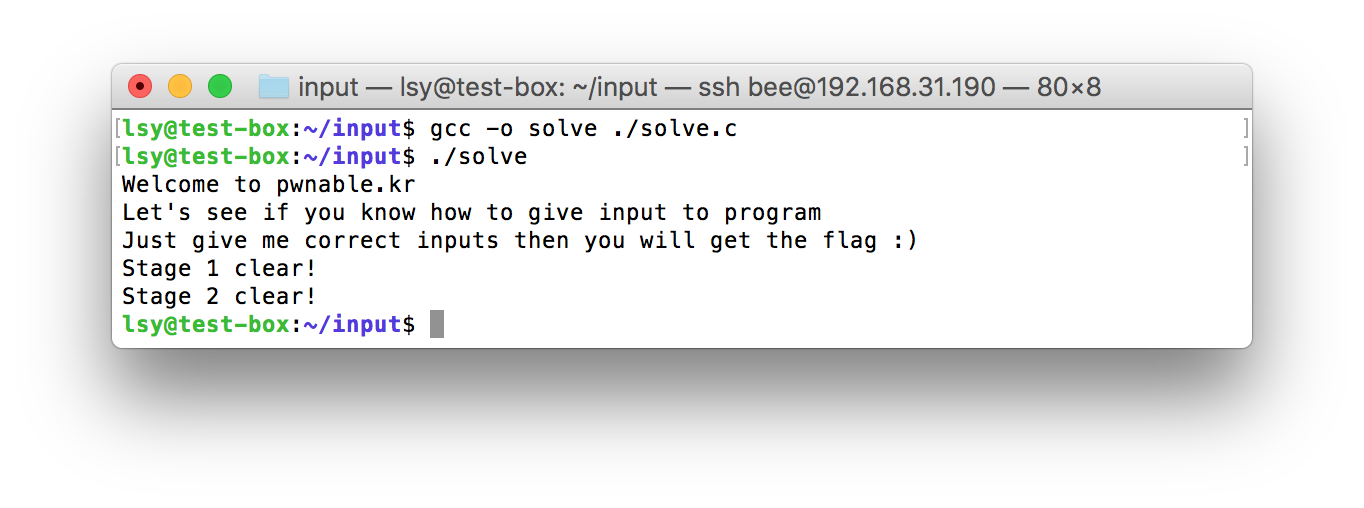 input — lsy@test-box: ~/input — ssh bee@192.168.31.190 — 80×8
[lsy@test-box:~/input$ gcc -o solve ./solve.c ]
[lsy@test-box:~/input$ ./solve ]
Welcome to pwnable.kr
Let's see if you know how to give input to program
Just give me correct inputs then you will get the flag :)
Stage 1 clear!
Stage 2 clear!
lsy@test-box:~/input$